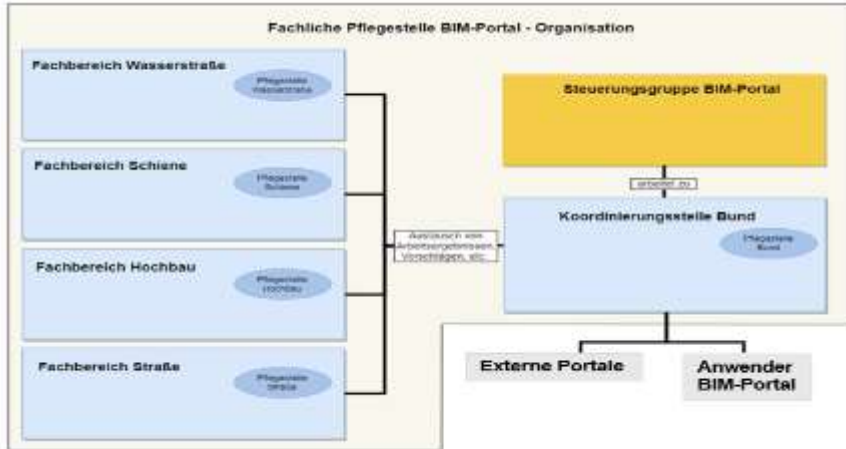 Fachliche Pflegestelle BIM-Portal - Organisation
Fachbereich Wasserstraße
Pflegestelle
Wasserstraße
Fachbereich Schiene
Pflegestelle
Schiene
Fachbereich Hochbau
Pflegestelle
Hochbau
Fachbereich Straße
Pflegestelle
Straße
Austausch von
Arbeitsergebnissen,
Vorschlägen, etc.
Steuerungsgruppe BIM-Portal
arbeitet zu
Koordinierungsstelle Bund
Pflegestelle
Bund
Externe Portale
Anwender
BIM-Portal